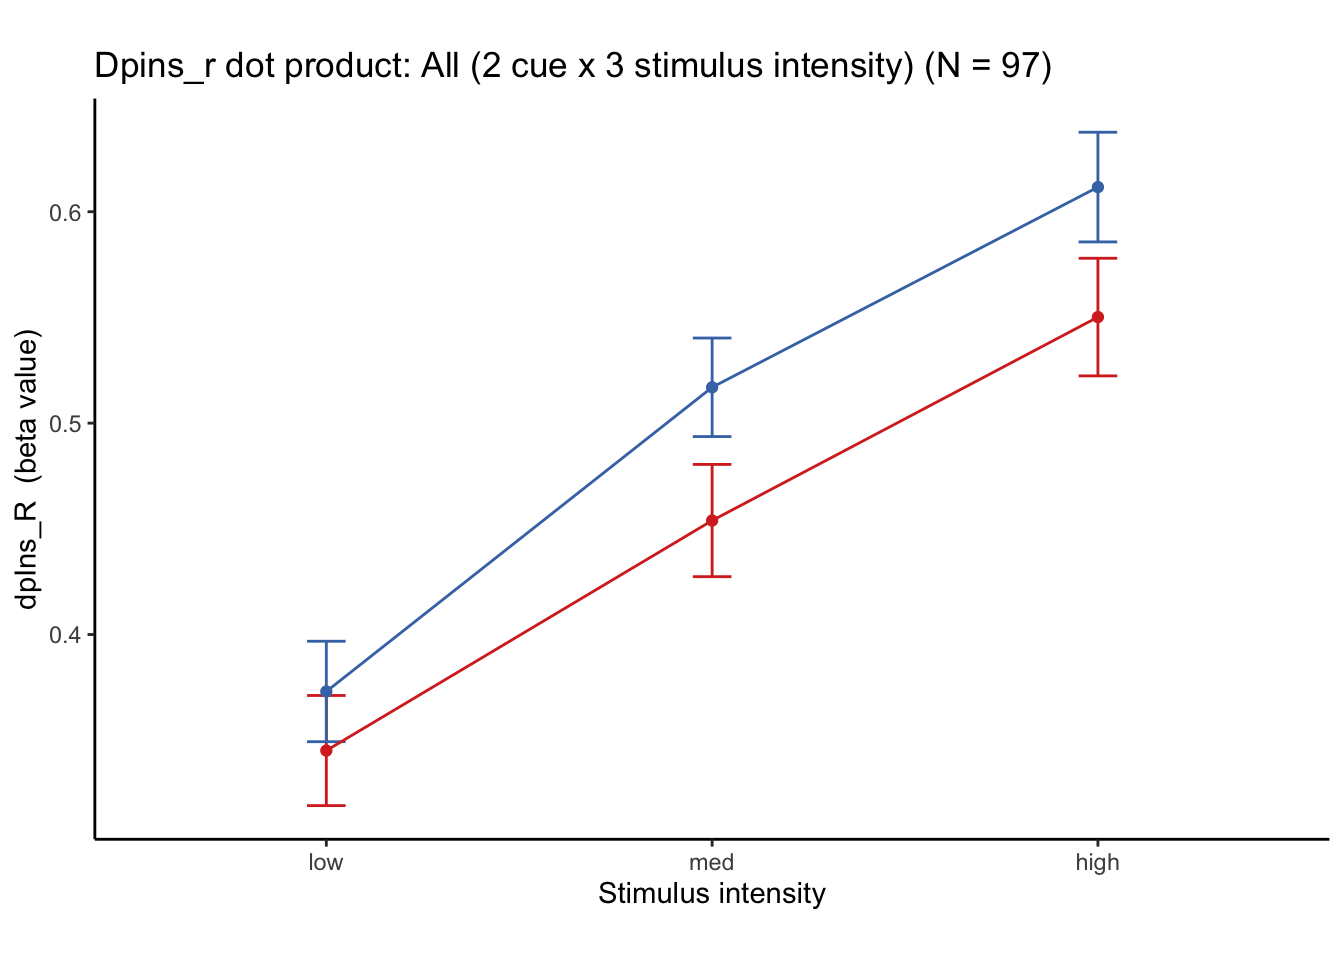 Dpins_r dot product: All (2 cue x 3 stimulus intensity) (N = 97)
dpIns_R  (beta value)
0.6
0.5
0.4
low
med
high
Stimulus intensity